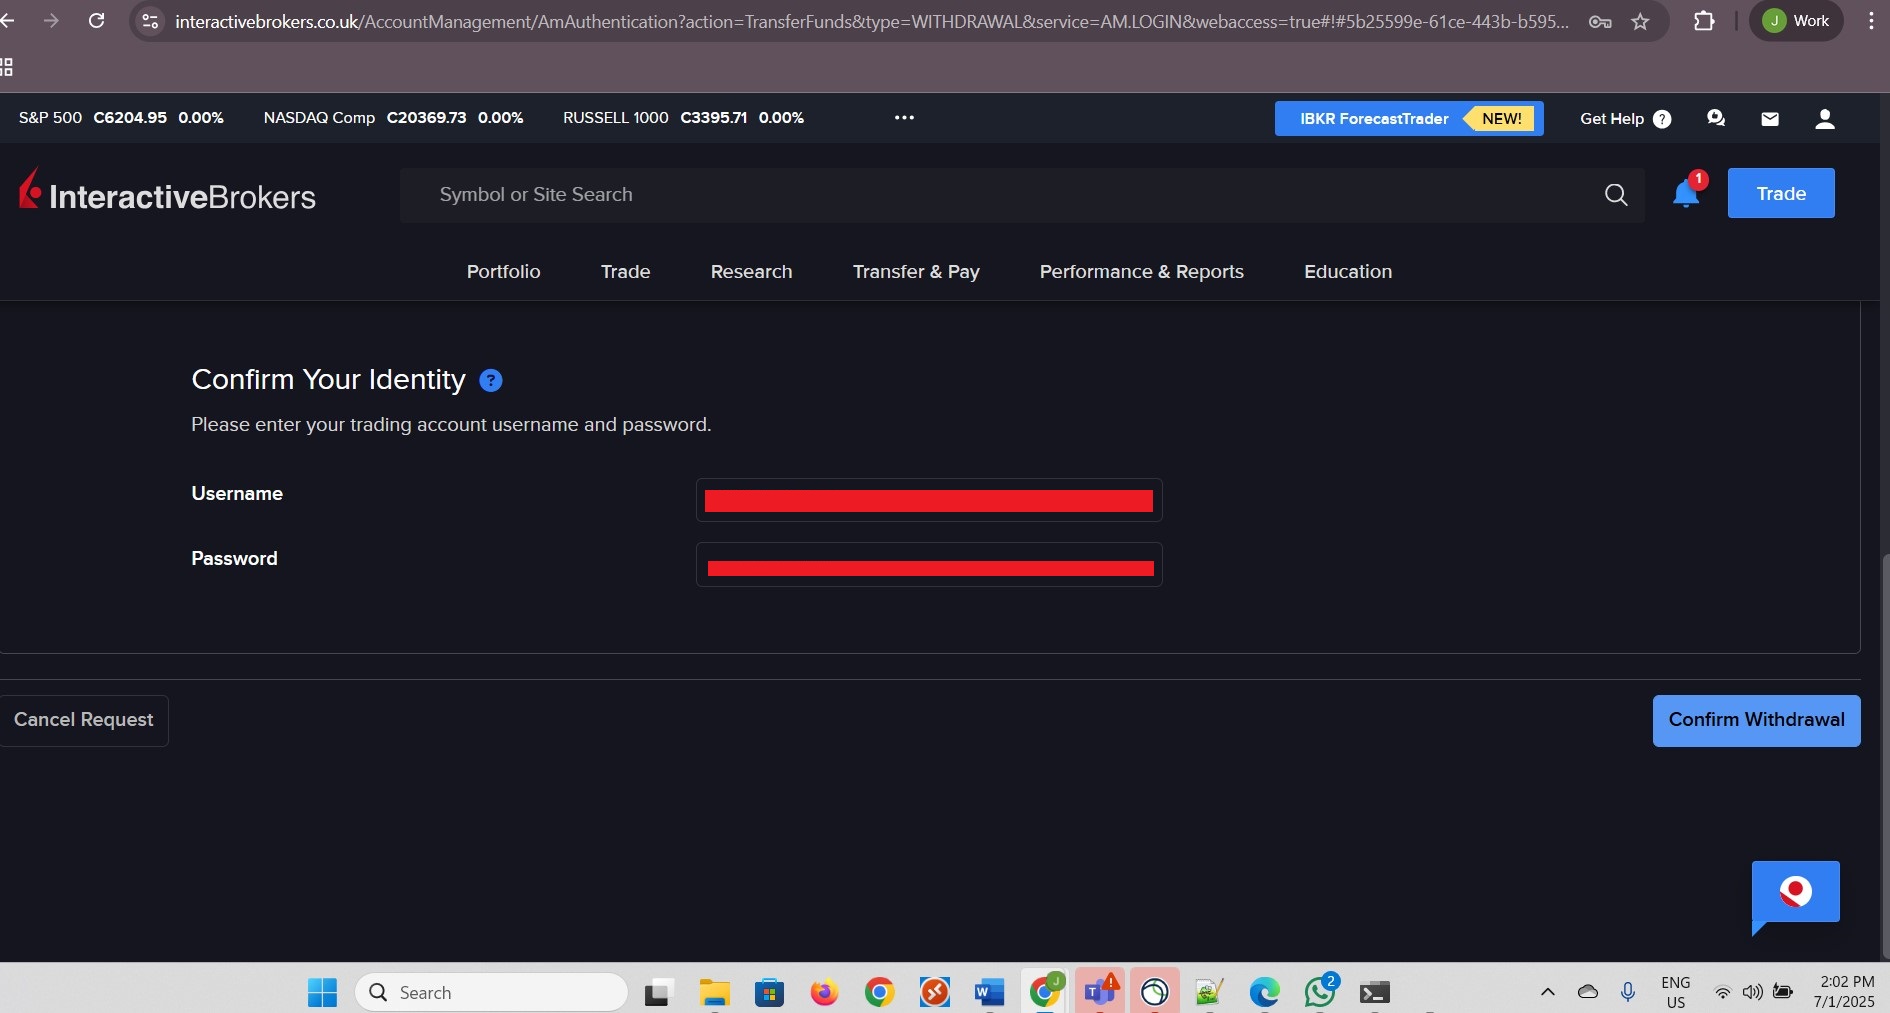 interactivebrokers.co.uk/AccountManagement/AmAuthentication?action=TransferFunds&type=WITHDRAWAL&service=AM.LOGIN&webaccess=true#!#5b25599e-61ce-443b-b595...
J Work
S&P 500 C6204.95 0.00% NASDAQ Comp C20369.73 0.00% RUSSELL 1000 C3395.71 0.00% ...
IBKR ForecastTrader NEW! Get Help ?
InteractiveBrokers Symbol or Site Search 1 Trade
Portfolio Trade Research Transfer & Pay Performance & Reports Education
Confirm Your Identity ?
Please enter your trading account username and password.
Username
Password
Cancel Request Confirm Withdrawal
Search W J T ! 2 ENG 2:02 PM
US 7/1/2025